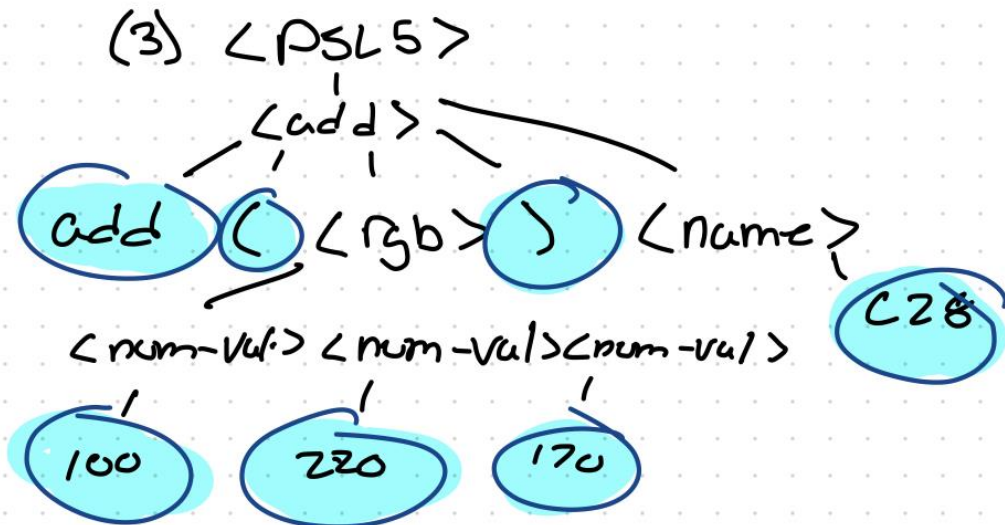 (3) <PSL5>
<add>
add ( <rgb> ) <name>
C28
<num-val> <num-val> <num-val>
100 220 170